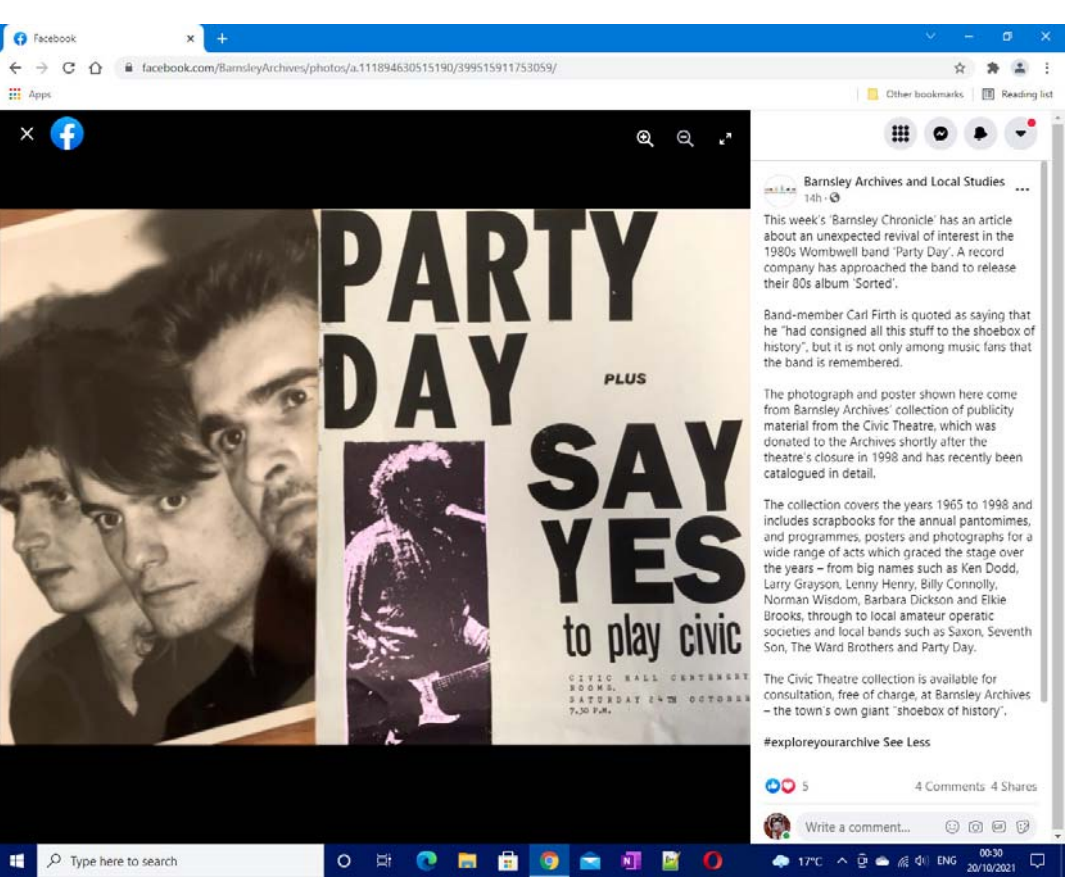 Facebook
facebook.com/BarnsleyArchives/photos/a.111894630515190/399515911753059/
Apps
Other bookmarks
Reading list
PARTY
DAY
PLUS
SAY
YES
to play civic
CIVIC HALL CENTENERY
ROOMS.
SATURDAY 24TH OCTOBER
7.30 P.M.
Barnsley Archives and Local Studies
14h
This week's 'Barnsley Chronicle' has an article
about an unexpected revival of interest in the
1980s Wombwell band 'Party Day'. A record
company has approached the band to release
their 80s album 'Sorted'.
Band-member Carl Firth is quoted as saying that
he "had consigned all this stuff to the shoebox of
history", but it is not only among music fans that
the band is remembered.
The photograph and poster shown here come
from Barnsley Archives' collection of publicity
material from the Civic Theatre, which was
donated to the Archives shortly after the
theatre's closure in 1998 and has recently been
catalogued in detail.
The collection covers the years 1965 to 1998 and
includes scrapbooks for the annual pantomimes,
and programmes, posters and photographs for a
wide range of acts which graced the stage over
the years – from big names such as Ken Dodd,
Larry Grayson, Lenny Henry, Billy Connolly,
Norman Wisdom, Barbara Dickson and Elkie
Brooks, through to local amateur operatic
societies and local bands such as Saxon, Seventh
Son, The Ward Brothers and Party Day.
The Civic Theatre collection is available for
consultation, free of charge, at Barnsley Archives
– the town's own giant "shoebox of history".
#exploreyourarchive See Less
5
4 Comments 4 Shares
Write a comment...
Type here to search
17°C
ENG
00:30
20/10/2021